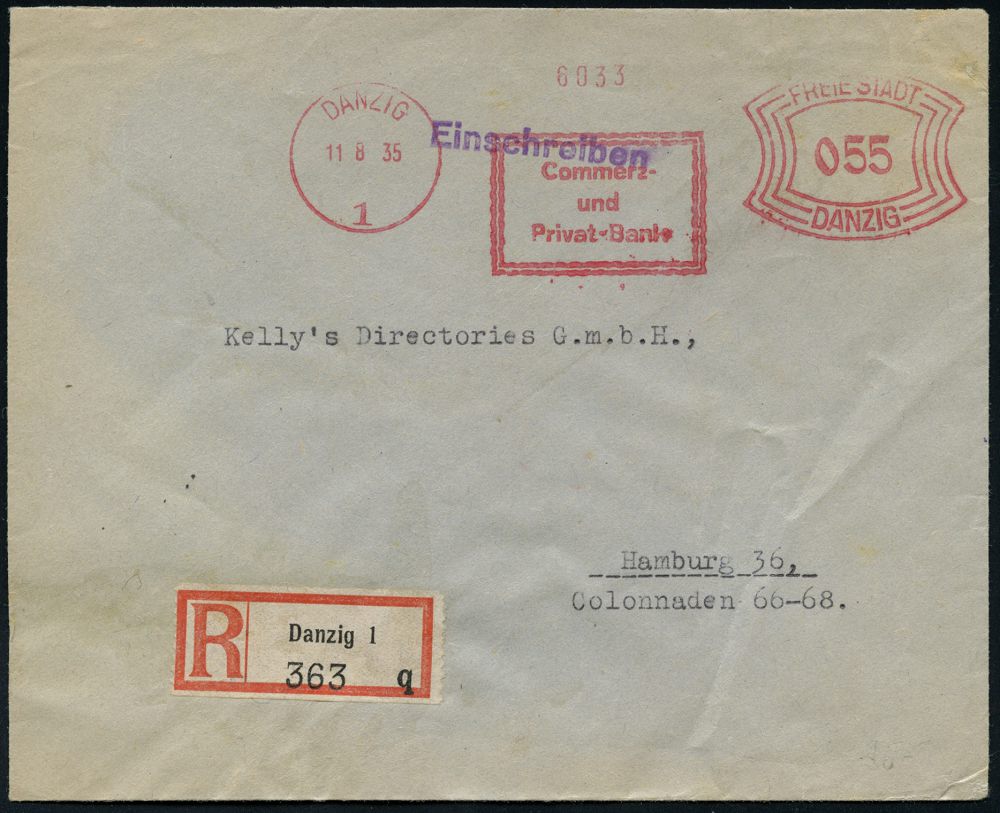 6033
DANZIG
11 8 35
1
Einschreiben
Commerz-
und
Privat-Bank
FREIE STADT
055
DANZIG
Kelly's Directories G.m.b.H.,
Hamburg 36,
Colonnaden 66-68.
R
Danzig 1
363 q